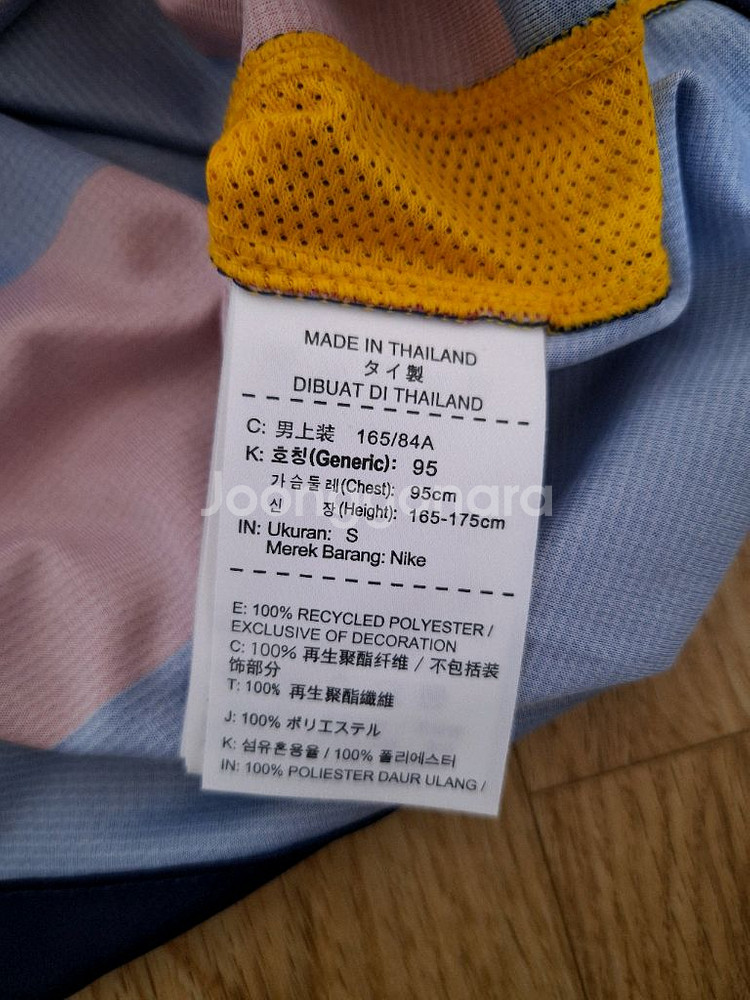 MADE IN THAILAND
タイ製
DIBUAT DI THAILAND
C: 男上装 165/84A
K: 호칭(Generic): 95
가슴둘레(Chest): 95cm
신 장(Height): 165-175cm
IN: Ukuran: S
Merek Barang: Nike
E: 100% RECYCLED POLYESTER /
EXCLUSIVE OF DECORATION
C: 100% 再生聚酯纤维 / 不包括装
饰部分
T: 100% 再生聚酯纖維
J: 100% ポリエステル
K: 섬유혼용율 / 100% 폴리에스터
IN: 100% POLIESTER DAUR ULANG /
Joonggonara